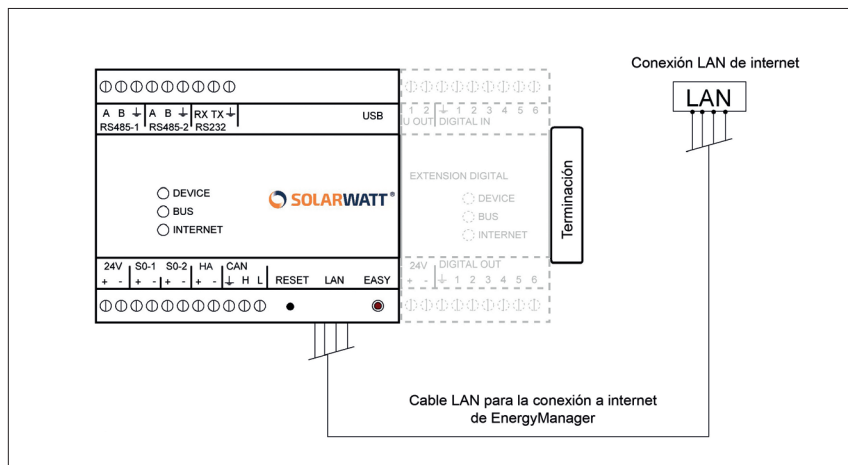 Conexión LAN de internet
LAN
A B A B RX TX
RS485-1 RS485-2 RS232
USB
1 2 1 2 3 4 5 6
U OUT DIGITAL IN
EXTENSION DIGITAL
DEVICE
BUS
INTERNET
SOLARWATT®
DEVICE
BUS
INTERNET
Terminación
24V S0-1 S0-2 HA CAN
+ - + - + - + - H L
RESET LAN EASY
24V DIGITAL OUT
+ - 1 2 3 4 5 6
Cable LAN para la conexión a internet
de EnergyManager